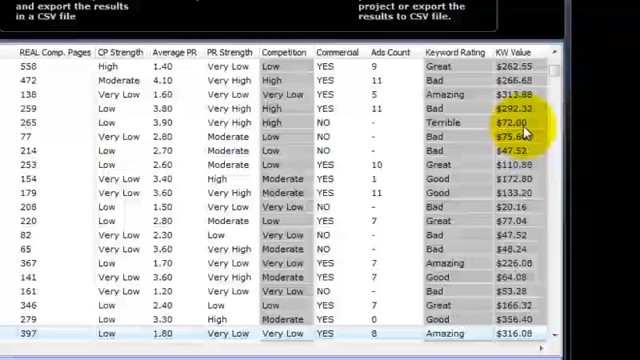 and export the results
in a CSV file
project or export the
results to CSV file.
REAL Comp. Pages CP Strength Average PR PR Strength Competition Commercial Ads Count Keyword Rating KW Value
558 High 1.40 Very Low Low YES 9 Great $262.55
472 Moderate 4.10 Very High High YES 11 Bad $266.68
138 Very Low 1.60 Very Low Very Low YES 5 Amazing $313.88
259 Low 3.80 Very High High YES 11 Bad $292.32
265 Low 3.90 Very High High NO - Terrible $72.00
77 Very Low 2.80 Moderate Low NO - Bad
214 Low 2.70 Moderate Low NO - Bad $47.52
253 Low 2.60 Moderate Low YES 10 Great $110.88
154 Very Low 3.40 High Moderate YES 1 Good $172.80
179 Very Low 3.60 Very High Moderate YES 11 Good $133.20
208 Low 1.50 Very Low Very Low NO - Bad $20.16
220 Low 2.80 Moderate Low YES 7 Great $77.04
82 Very Low 2.30 Low Very Low NO - Bad $47.52
65 Very Low 3.60 Very High Moderate NO - Bad $48.24
367 Low 1.70 Very Low Very Low YES 7 Amazing $226.08
141 Very Low 3.60 Very High Moderate YES 7 Good $64.08
161 Very Low 1.20 Very Low Very Low NO - Bad $53.28
346 Low 2.40 Low Low YES 7 Great $166.32
279 Low 3.30 High Moderate YES 0 Good $356.40
397 Low 1.80 Very Low Very Low YES 8 Amazing $316.08